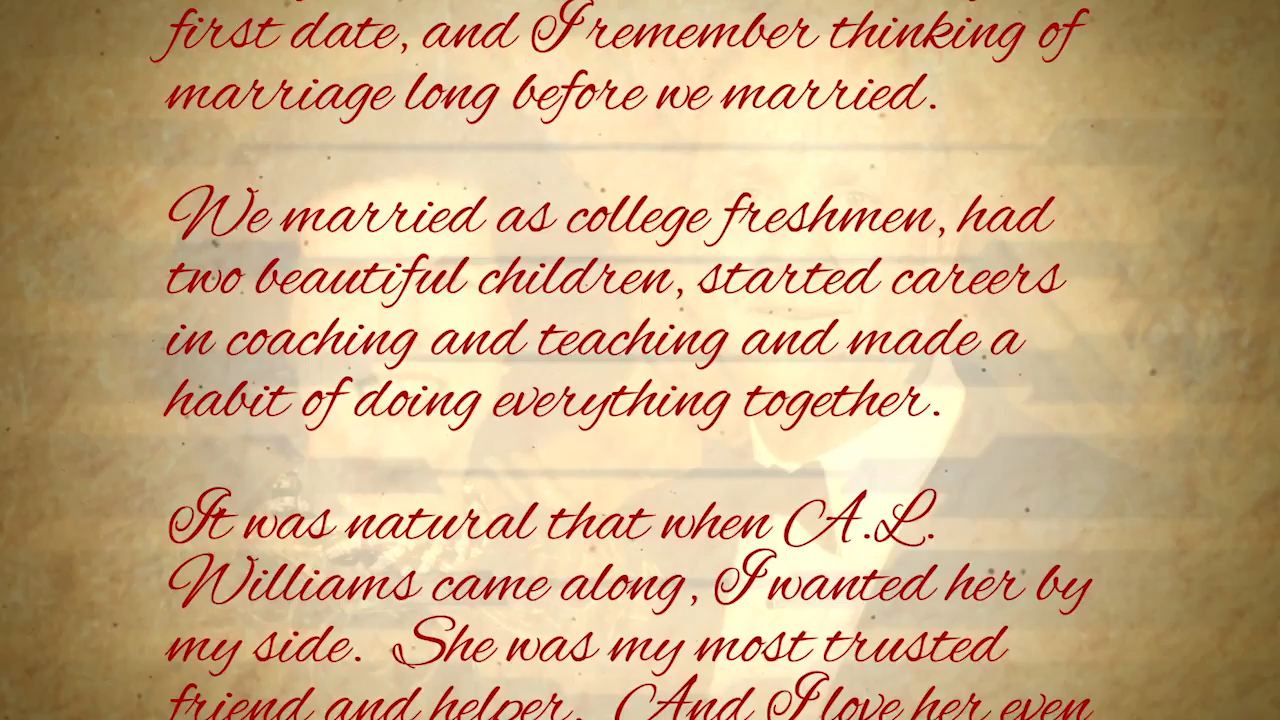 first date, and I remember thinking of
marriage long before we married.
We married as college freshmen, had
two beautiful children, started careers
in coaching and teaching and made a
habit of doing everything together.
It was natural that when A.L.
Williams came along, I wanted her by
my side. She was my most trusted
friend and helper. And I love her even